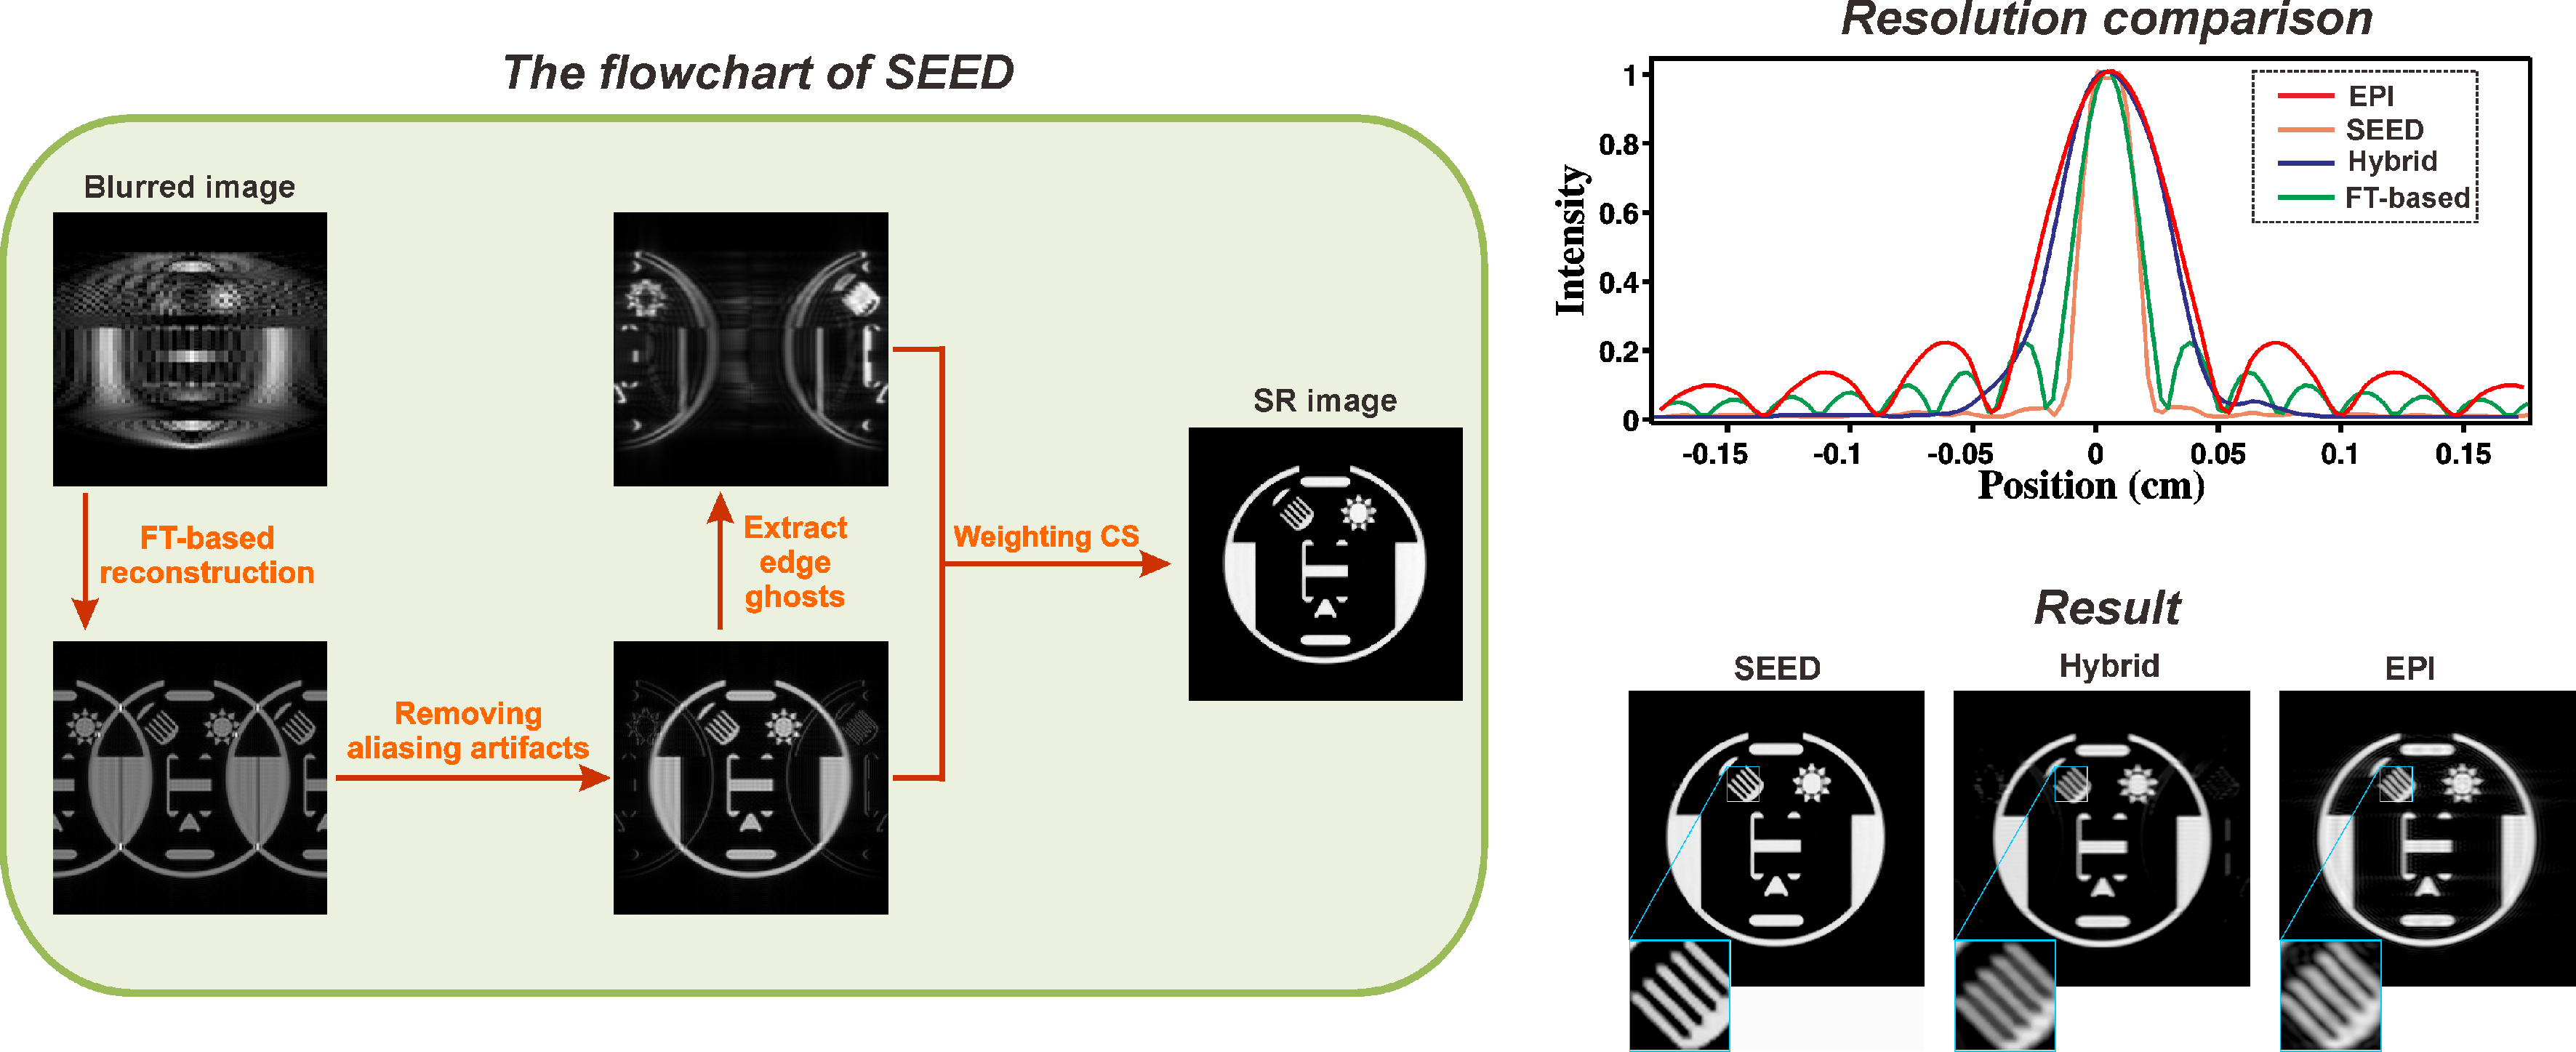 The flowchart of SEED
Blurred image
FT-based
reconstruction
Removing
aliasing artifacts
Extract
edge
ghosts
Weighting CS
SR image
Resolution comparison
Intensity
1
0.8
0.6
0.4
0.2
0
EPI
SEED
Hybrid
FT-based
-0.15 -0.1 -0.05 0 0.05 0.1 0.15
Position (cm)
Result
SEED Hybrid EPI